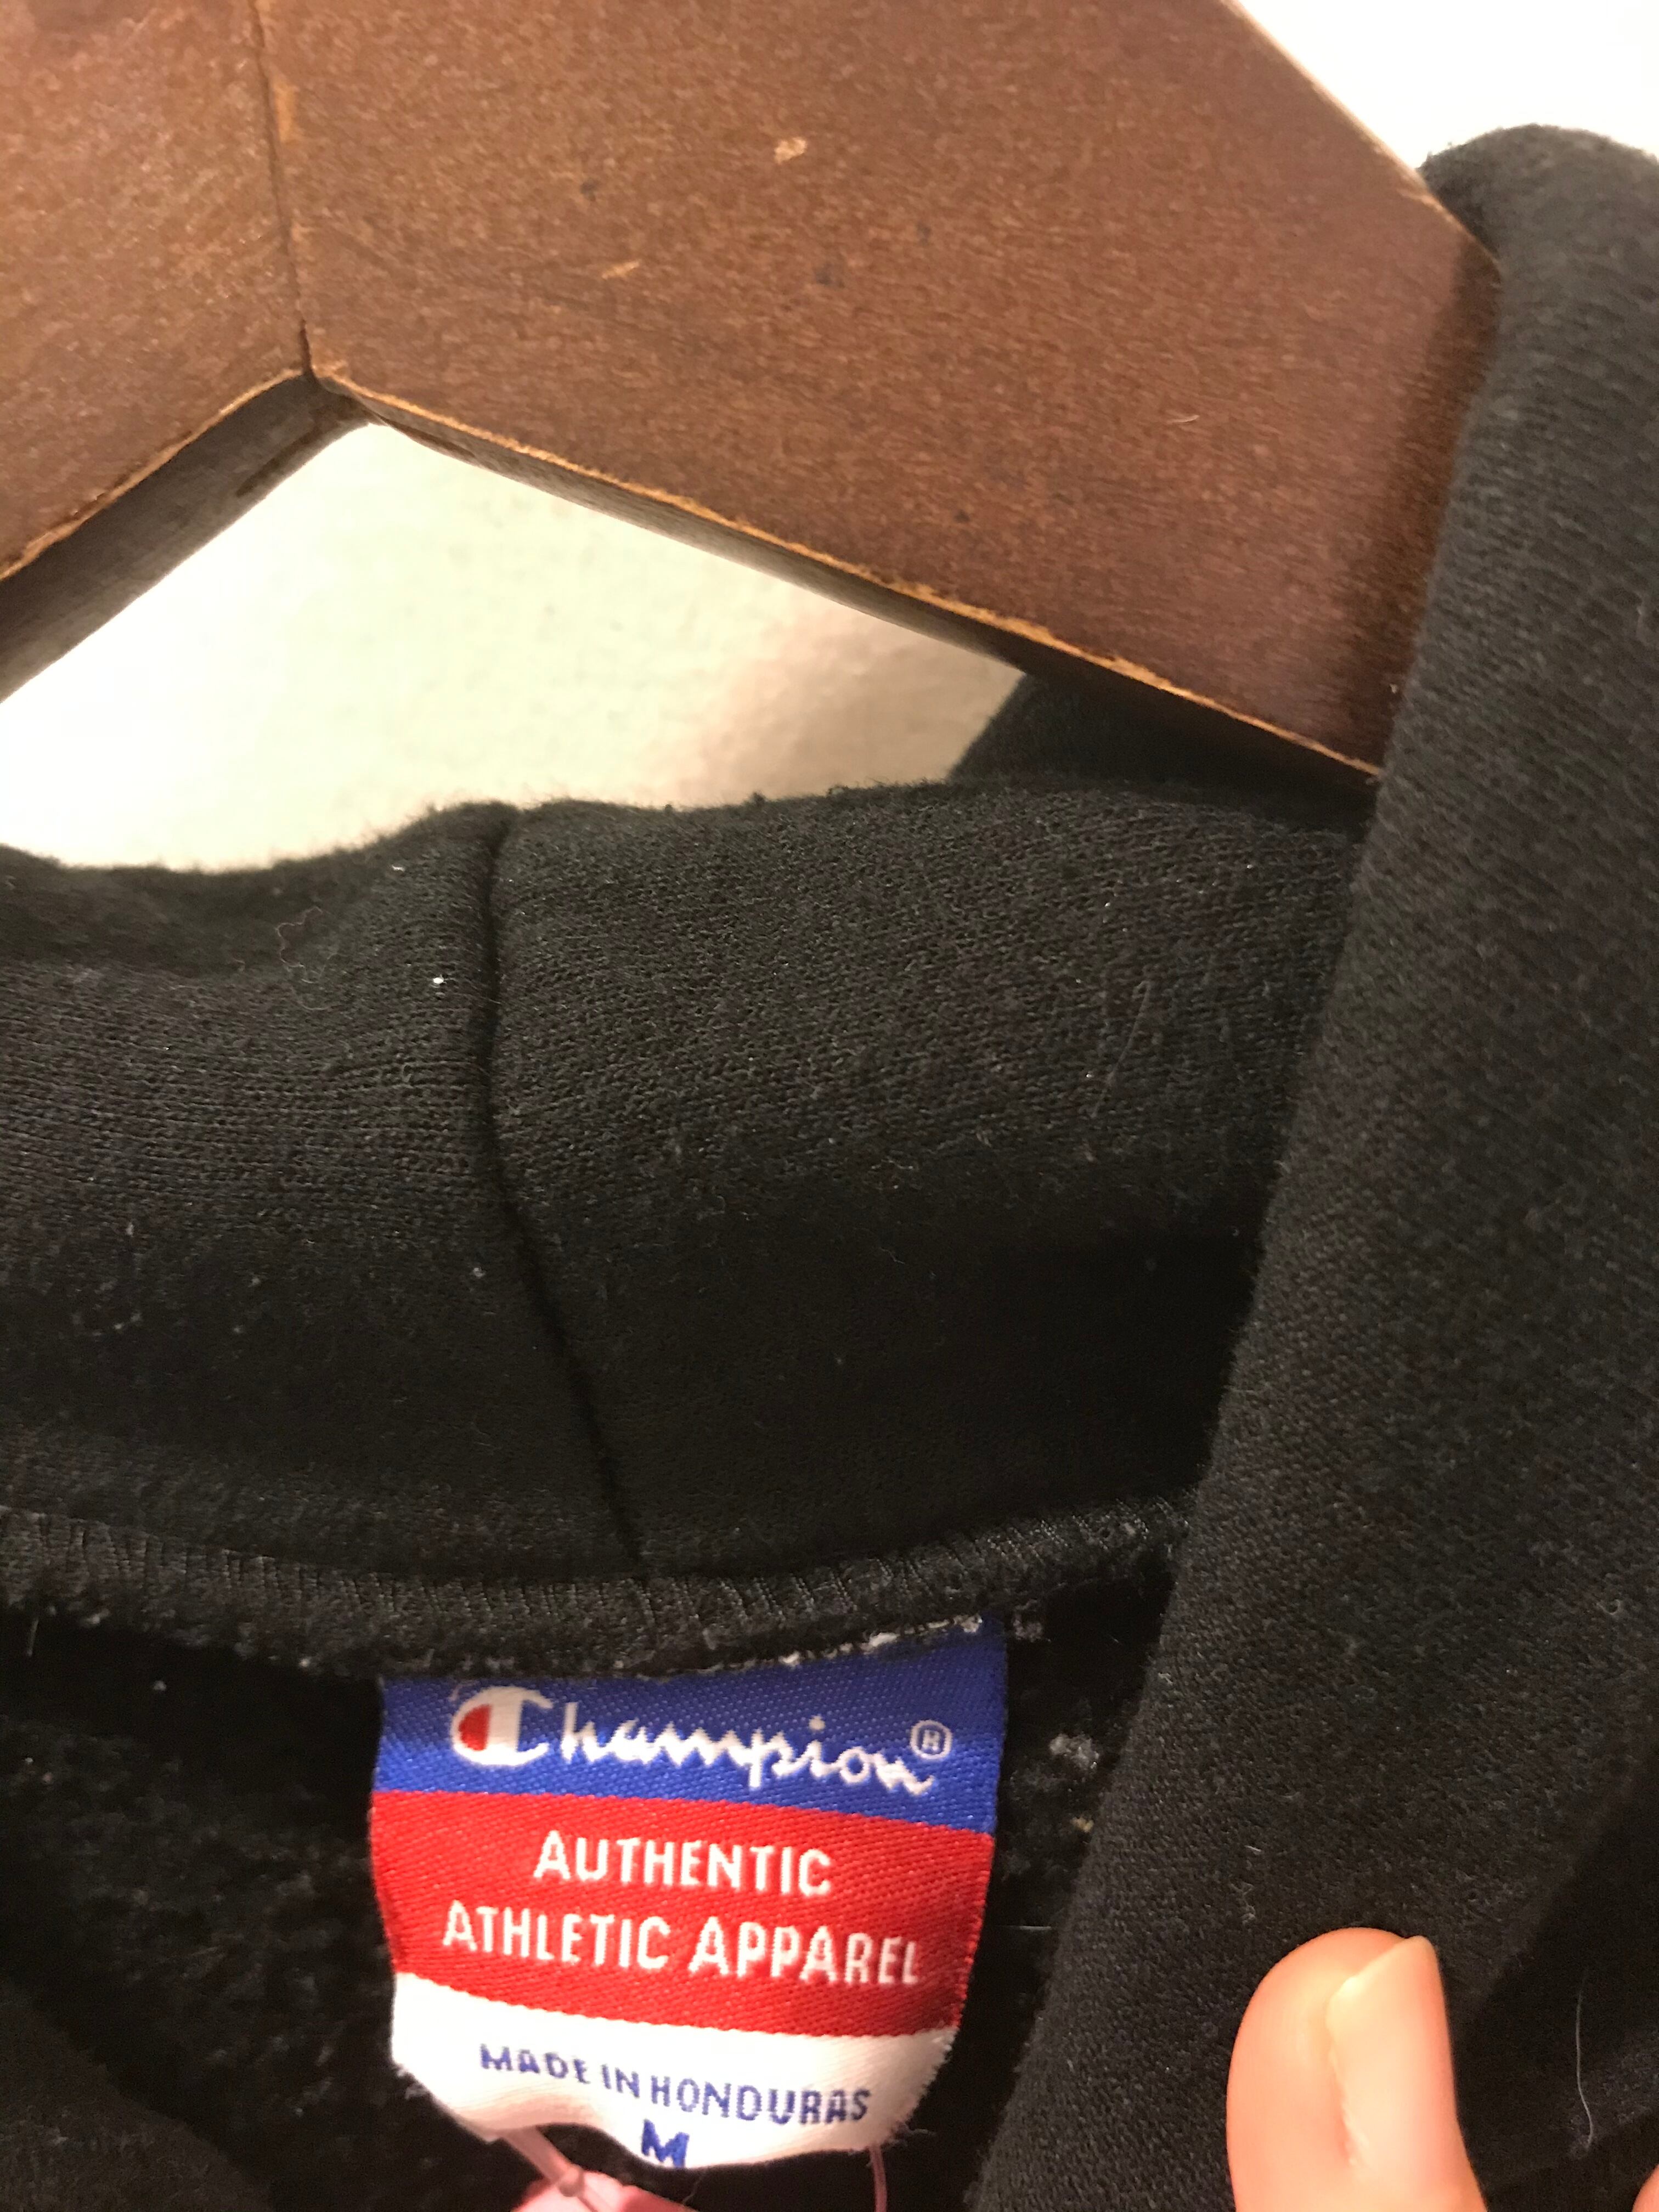 Champion®
AUTHENTIC
ATHLETIC APPAREL
MADE IN HONDURAS
M